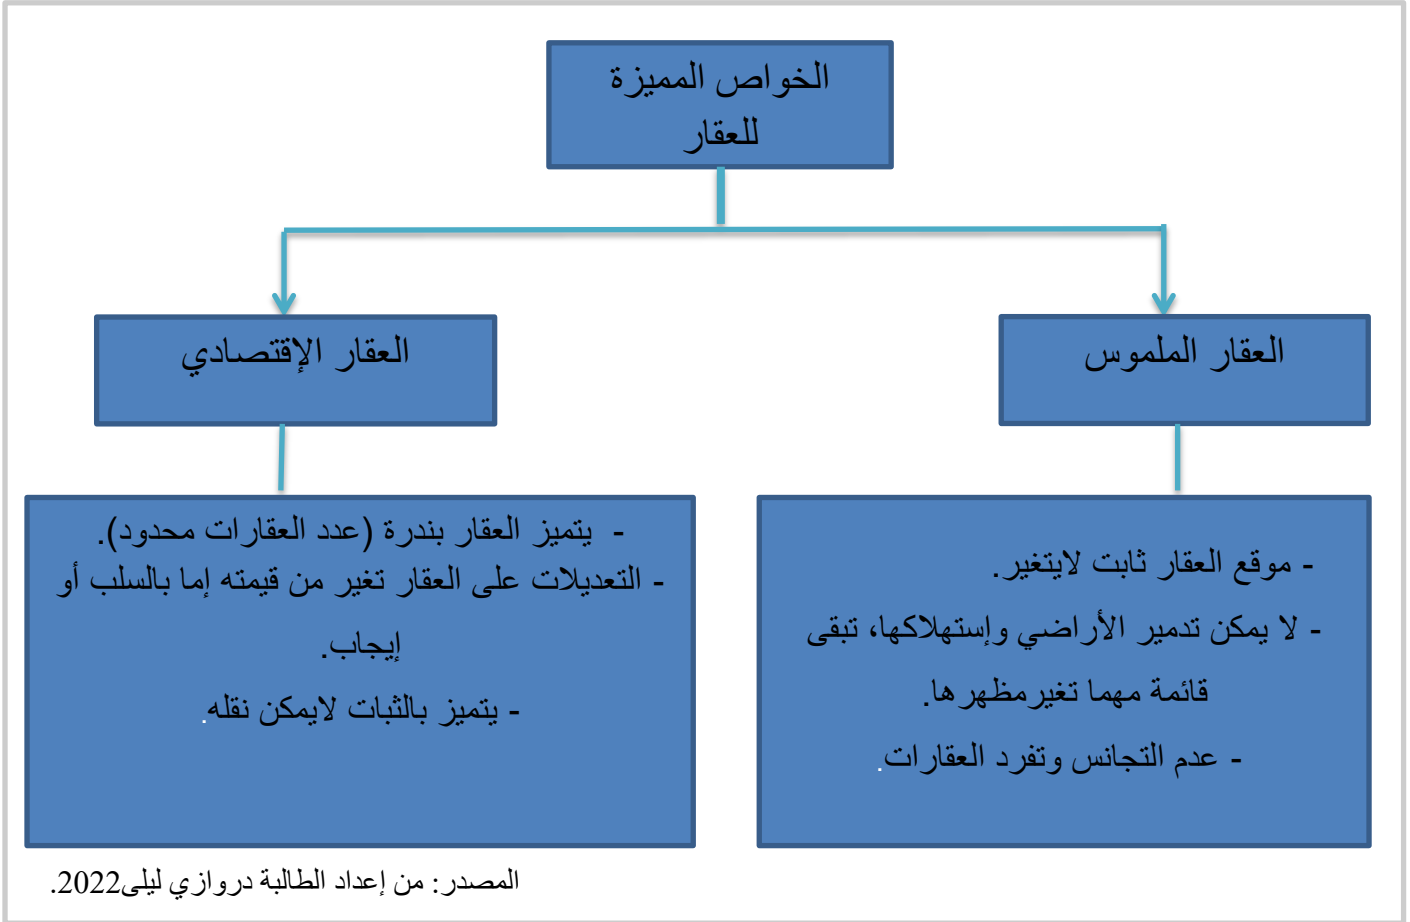 الخواص المميزة
للعقار
العقار الملموس
العقار الإقتصادي
- موقع العقار ثابت لايتغير.
- لا يمكن تدمير الأراضي وإستهلاكها، تبقى
قائمة مهما تغيرمظهرها.
- عدم التجانس وتفرد العقارات.
- يتميز العقار بندرة (عدد العقارات محدود).
- التعديلات على العقار تغير من قيمته إما بالسلب أو
إيجاب.
- يتميز بالثبات لايمكن نقله.
المصدر: من إعداد الطالبة دروازي ليلى2022.